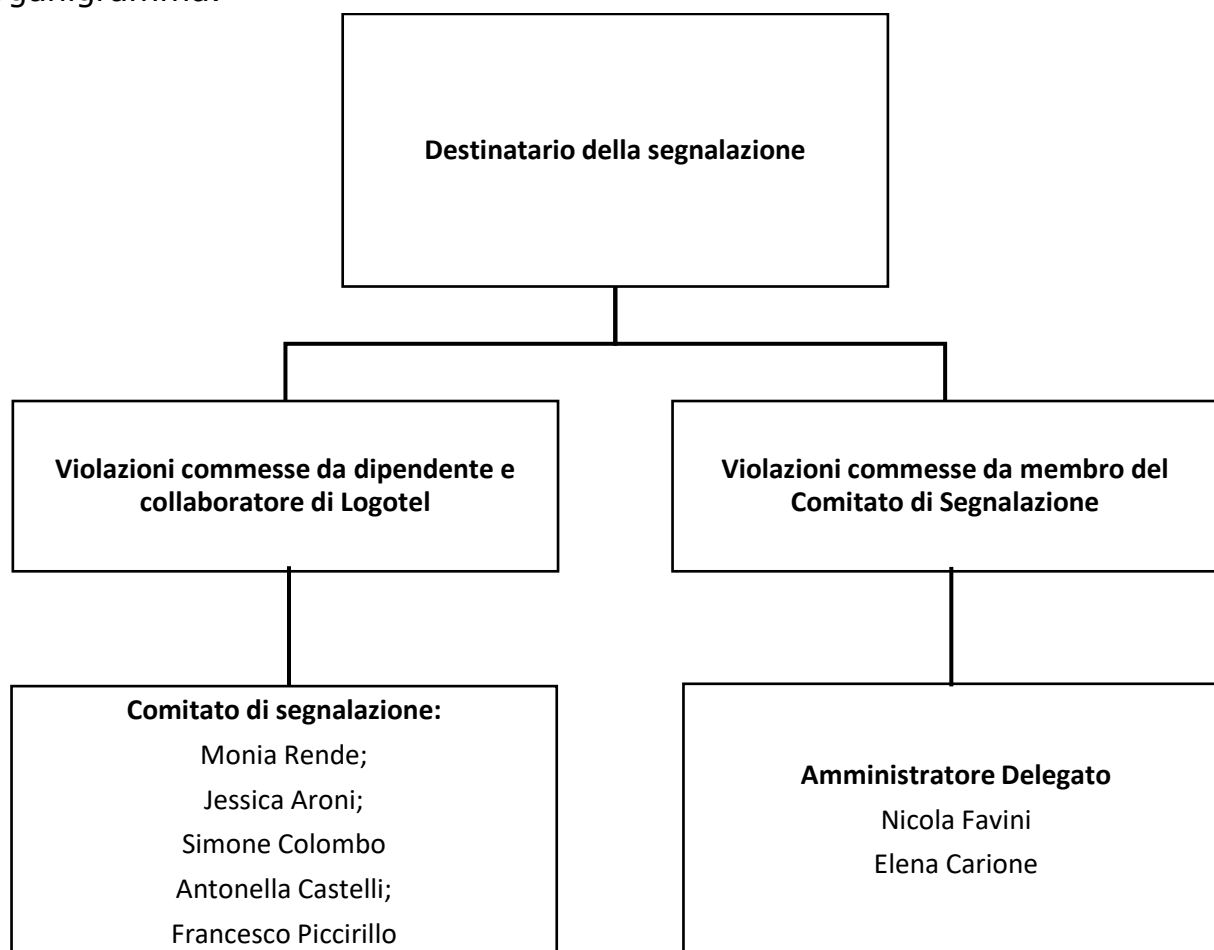 Destinatario della segnalazione
Violazioni commesse da dipendente e
collaboratore di Logotel
Violazioni commesse da membro del
Comitato di Segnalazione
Comitato di segnalazione:
Monia Rende;
Jessica Aroni;
Simone Colombo
Antonella Castelli;
Francesco Piccirillo
Amministratore Delegato
Nicola Favini
Elena Carione